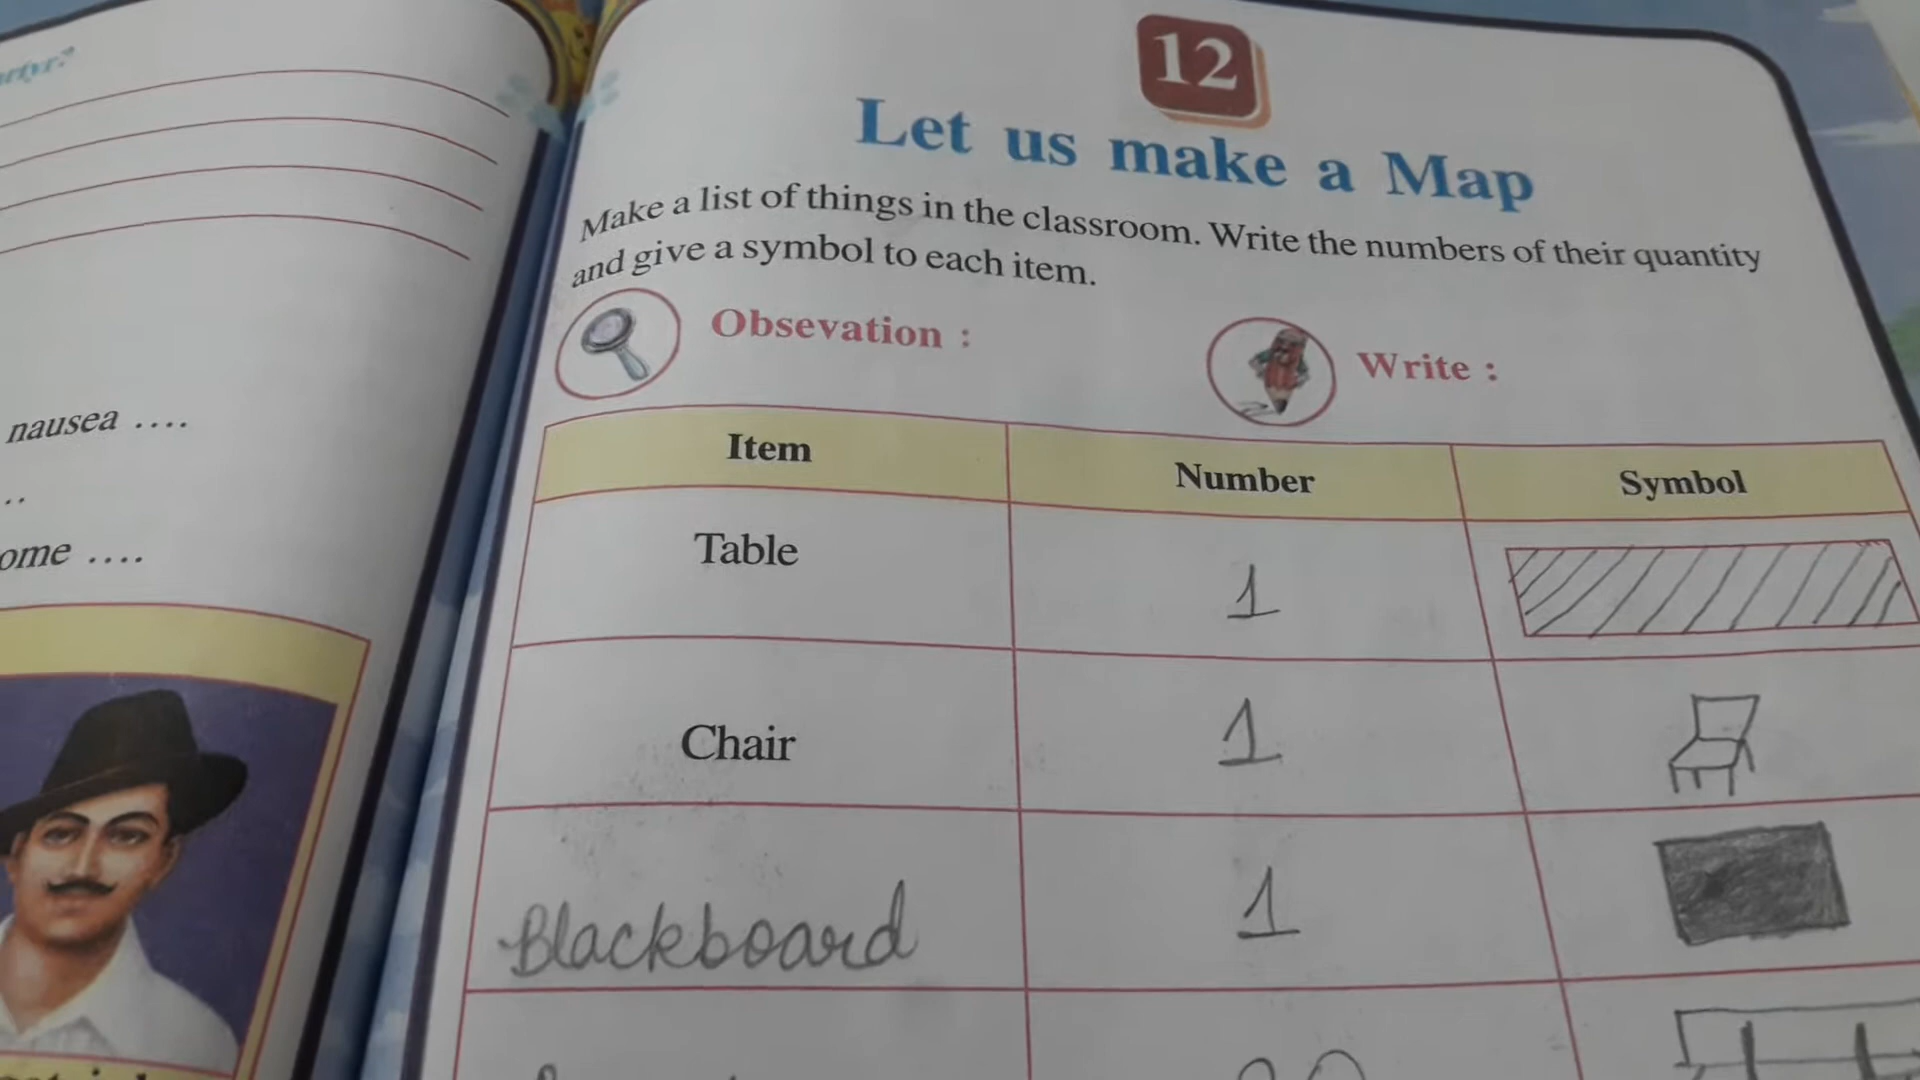 nausea ....
..
ome ....
12
Let us make a Map
Make a list of things in the classroom. Write the numbers of their quantity
and give a symbol to each item.
Obsevation :
Write :
Item Number Symbol
Table 1
Chair 1
Blackboard 1